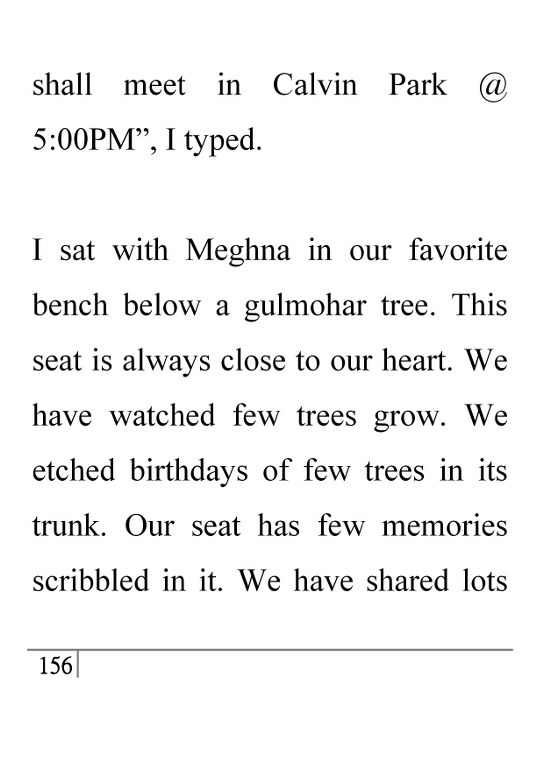 shall meet in Calvin Park @
5:00PM”, I typed.
I sat with Meghna in our favorite
bench below a gulmohar tree. This
seat is always close to our heart. We
have watched few trees grow. We
etched birthdays of few trees in its
trunk. Our seat has few memories
scribbled in it. We have shared lots
156